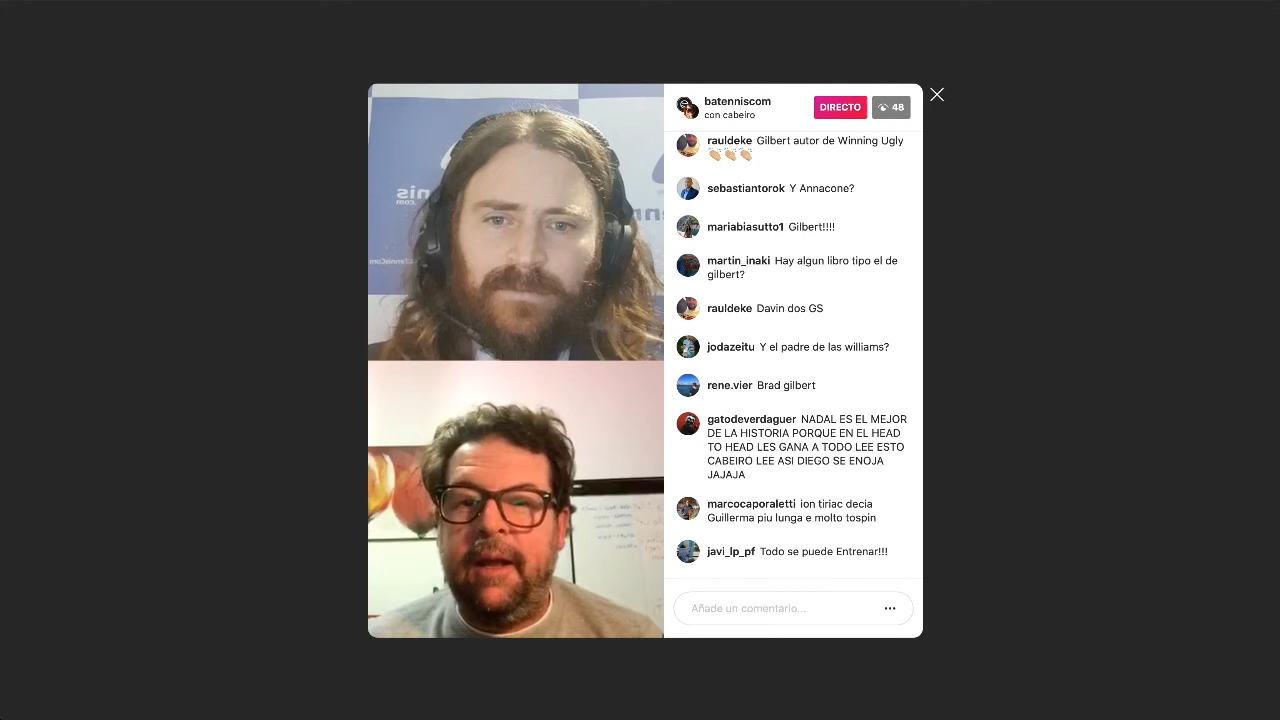 batenniscom
con cabeiro
DIRECTO
48
rauldeke Gilbert autor de Winning Ugly
👏🏼👏🏼👏🏼
sebastiantorok Y Annacone?
mariabiasutto1 Gilbert!!!!
martin_inaki Hay algun libro tipo el de
gilbert?
rauldeke Davin dos GS
jodazeitu Y el padre de las williams?
rene.vier Brad gilbert
gatodeverdaguer NADAL ES EL MEJOR
DE LA HISTORIA PORQUE EN EL HEAD
TO HEAD LES GANA A TODO LEE ESTO
CABEIRO LEE ASI DIEGO SE ENOJA
JAJAJA
marcocaporaletti ion tiriac decia
Guillerma piu lunga e molto tospin
javi_lp_pf Todo se puede Entrenar!!!
Añade un comentario...